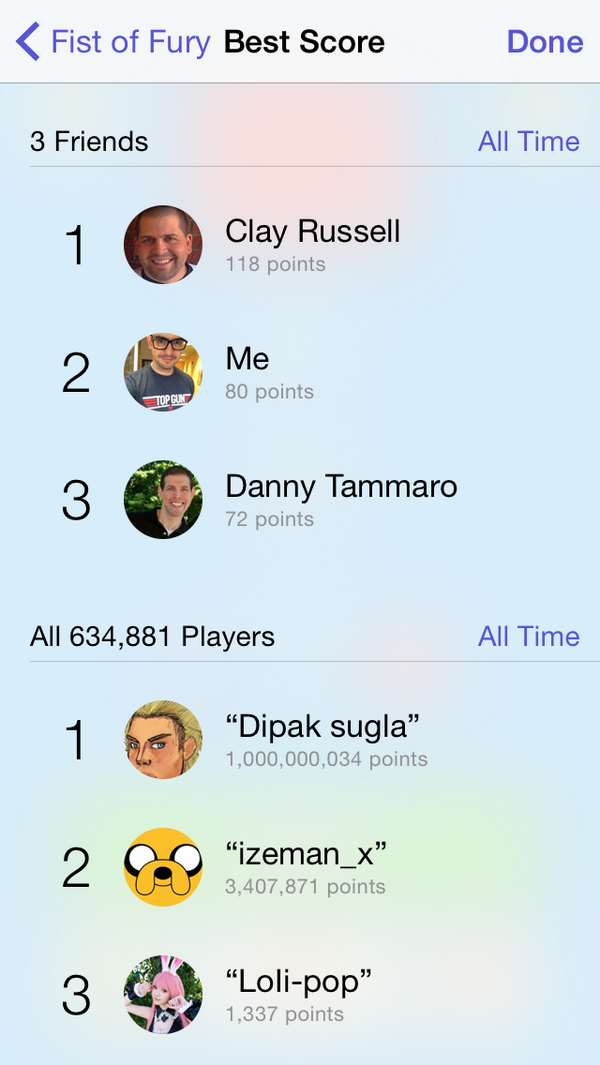 Fist of Fury Best Score Done
3 Friends All Time
1 Clay Russell
118 points
2 Me
80 points
TOP GUN
3 Danny Tammaro
72 points
All 634,881 Players All Time
1 “Dipak sugla”
1,000,000,034 points
2 “izeman_x”
3,407,871 points
3 “Loli-pop”
1,337 points